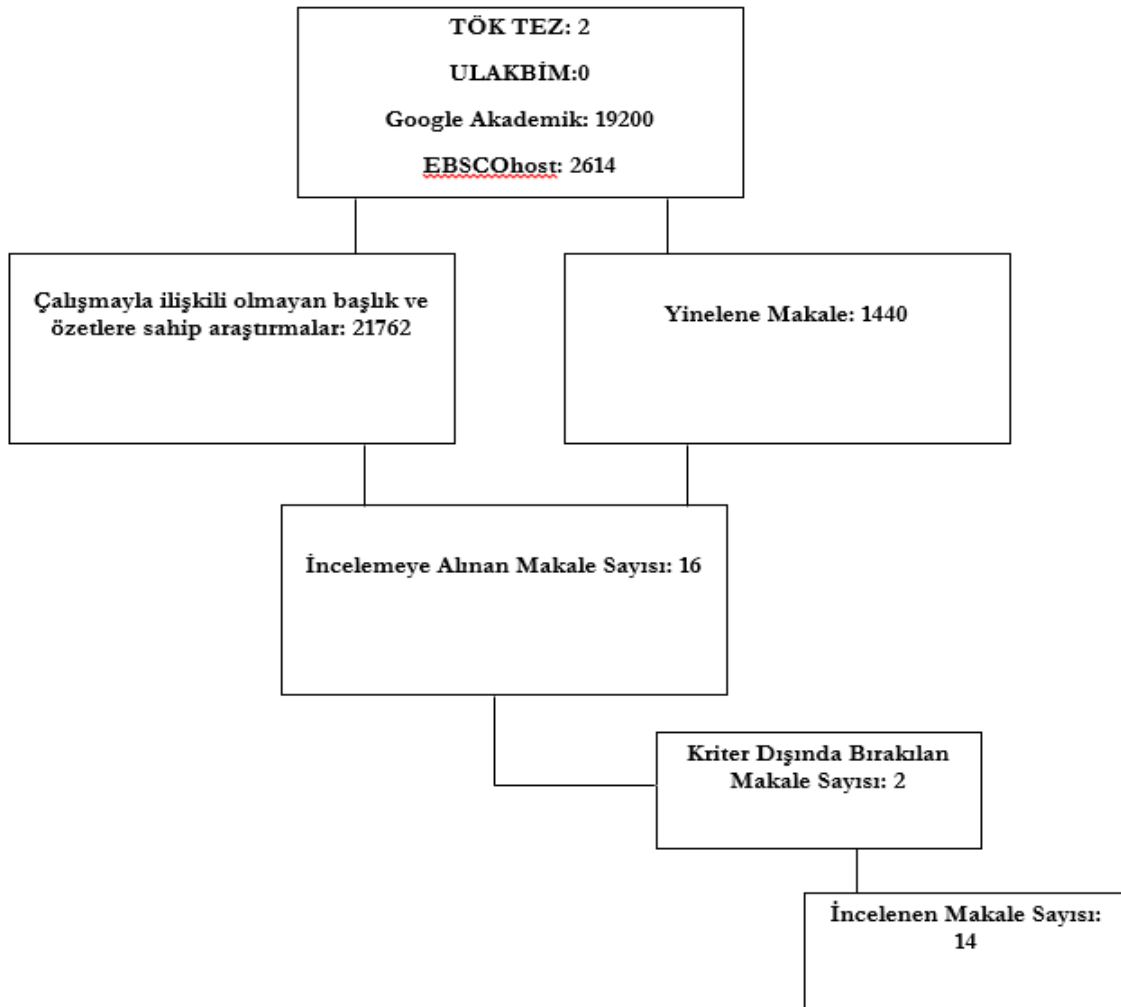 TÖK TEZ: 2
ULAKBİM:0
Google Akademik: 19200
EBSCOhost: 2614
Çalışmayla ilişkili olmayan başlık ve
özetlere sahip araştırmalar: 21762
Yinelene Makale: 1440
İncelemeye Alınan Makale Sayısı: 16
Kriter Dışında Bırakılan
Makale Sayısı: 2
İncelenen Makale Sayısı:
14